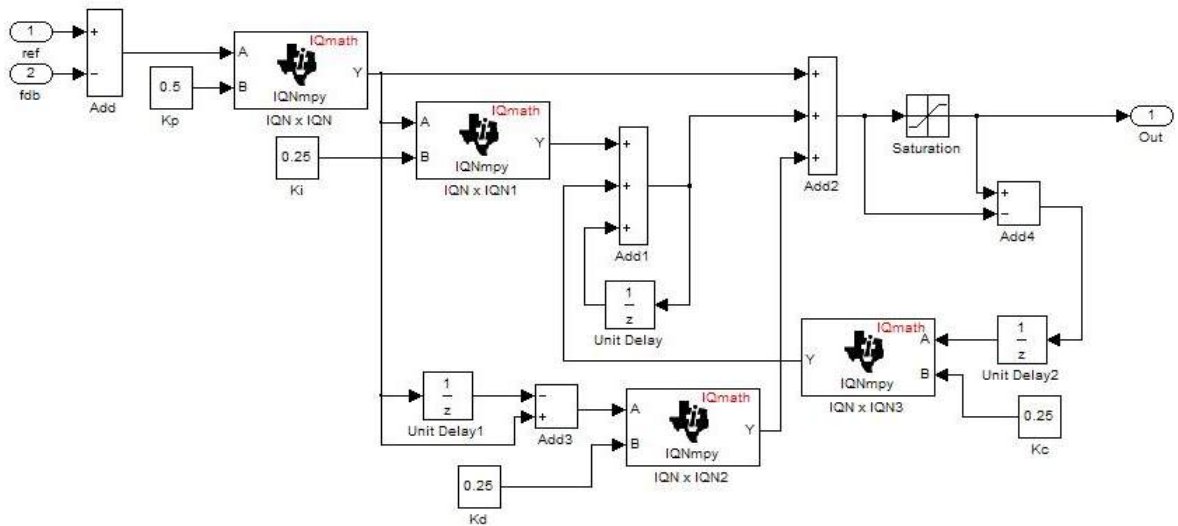 1
ref
2
fdb
+
−
Add
0.5
Kp
IQmath
A
B
Y
IQNmpy
IQN x IQN
0.25
Ki
IQmath
A
B
Y
IQNmpy
IQN x IQN1
+
+
+
Add1
1
z
Unit Delay
+
+
+
Add2
Saturation
1
Out
+
−
Add4
1
z
Unit Delay2
IQmath
A
B
Y
IQNmpy
IQN x IQN3
0.25
Kc
1
z
Unit Delay1
−
+
Add3
IQmath
A
B
Y
IQNmpy
IQN x IQN2
0.25
Kd